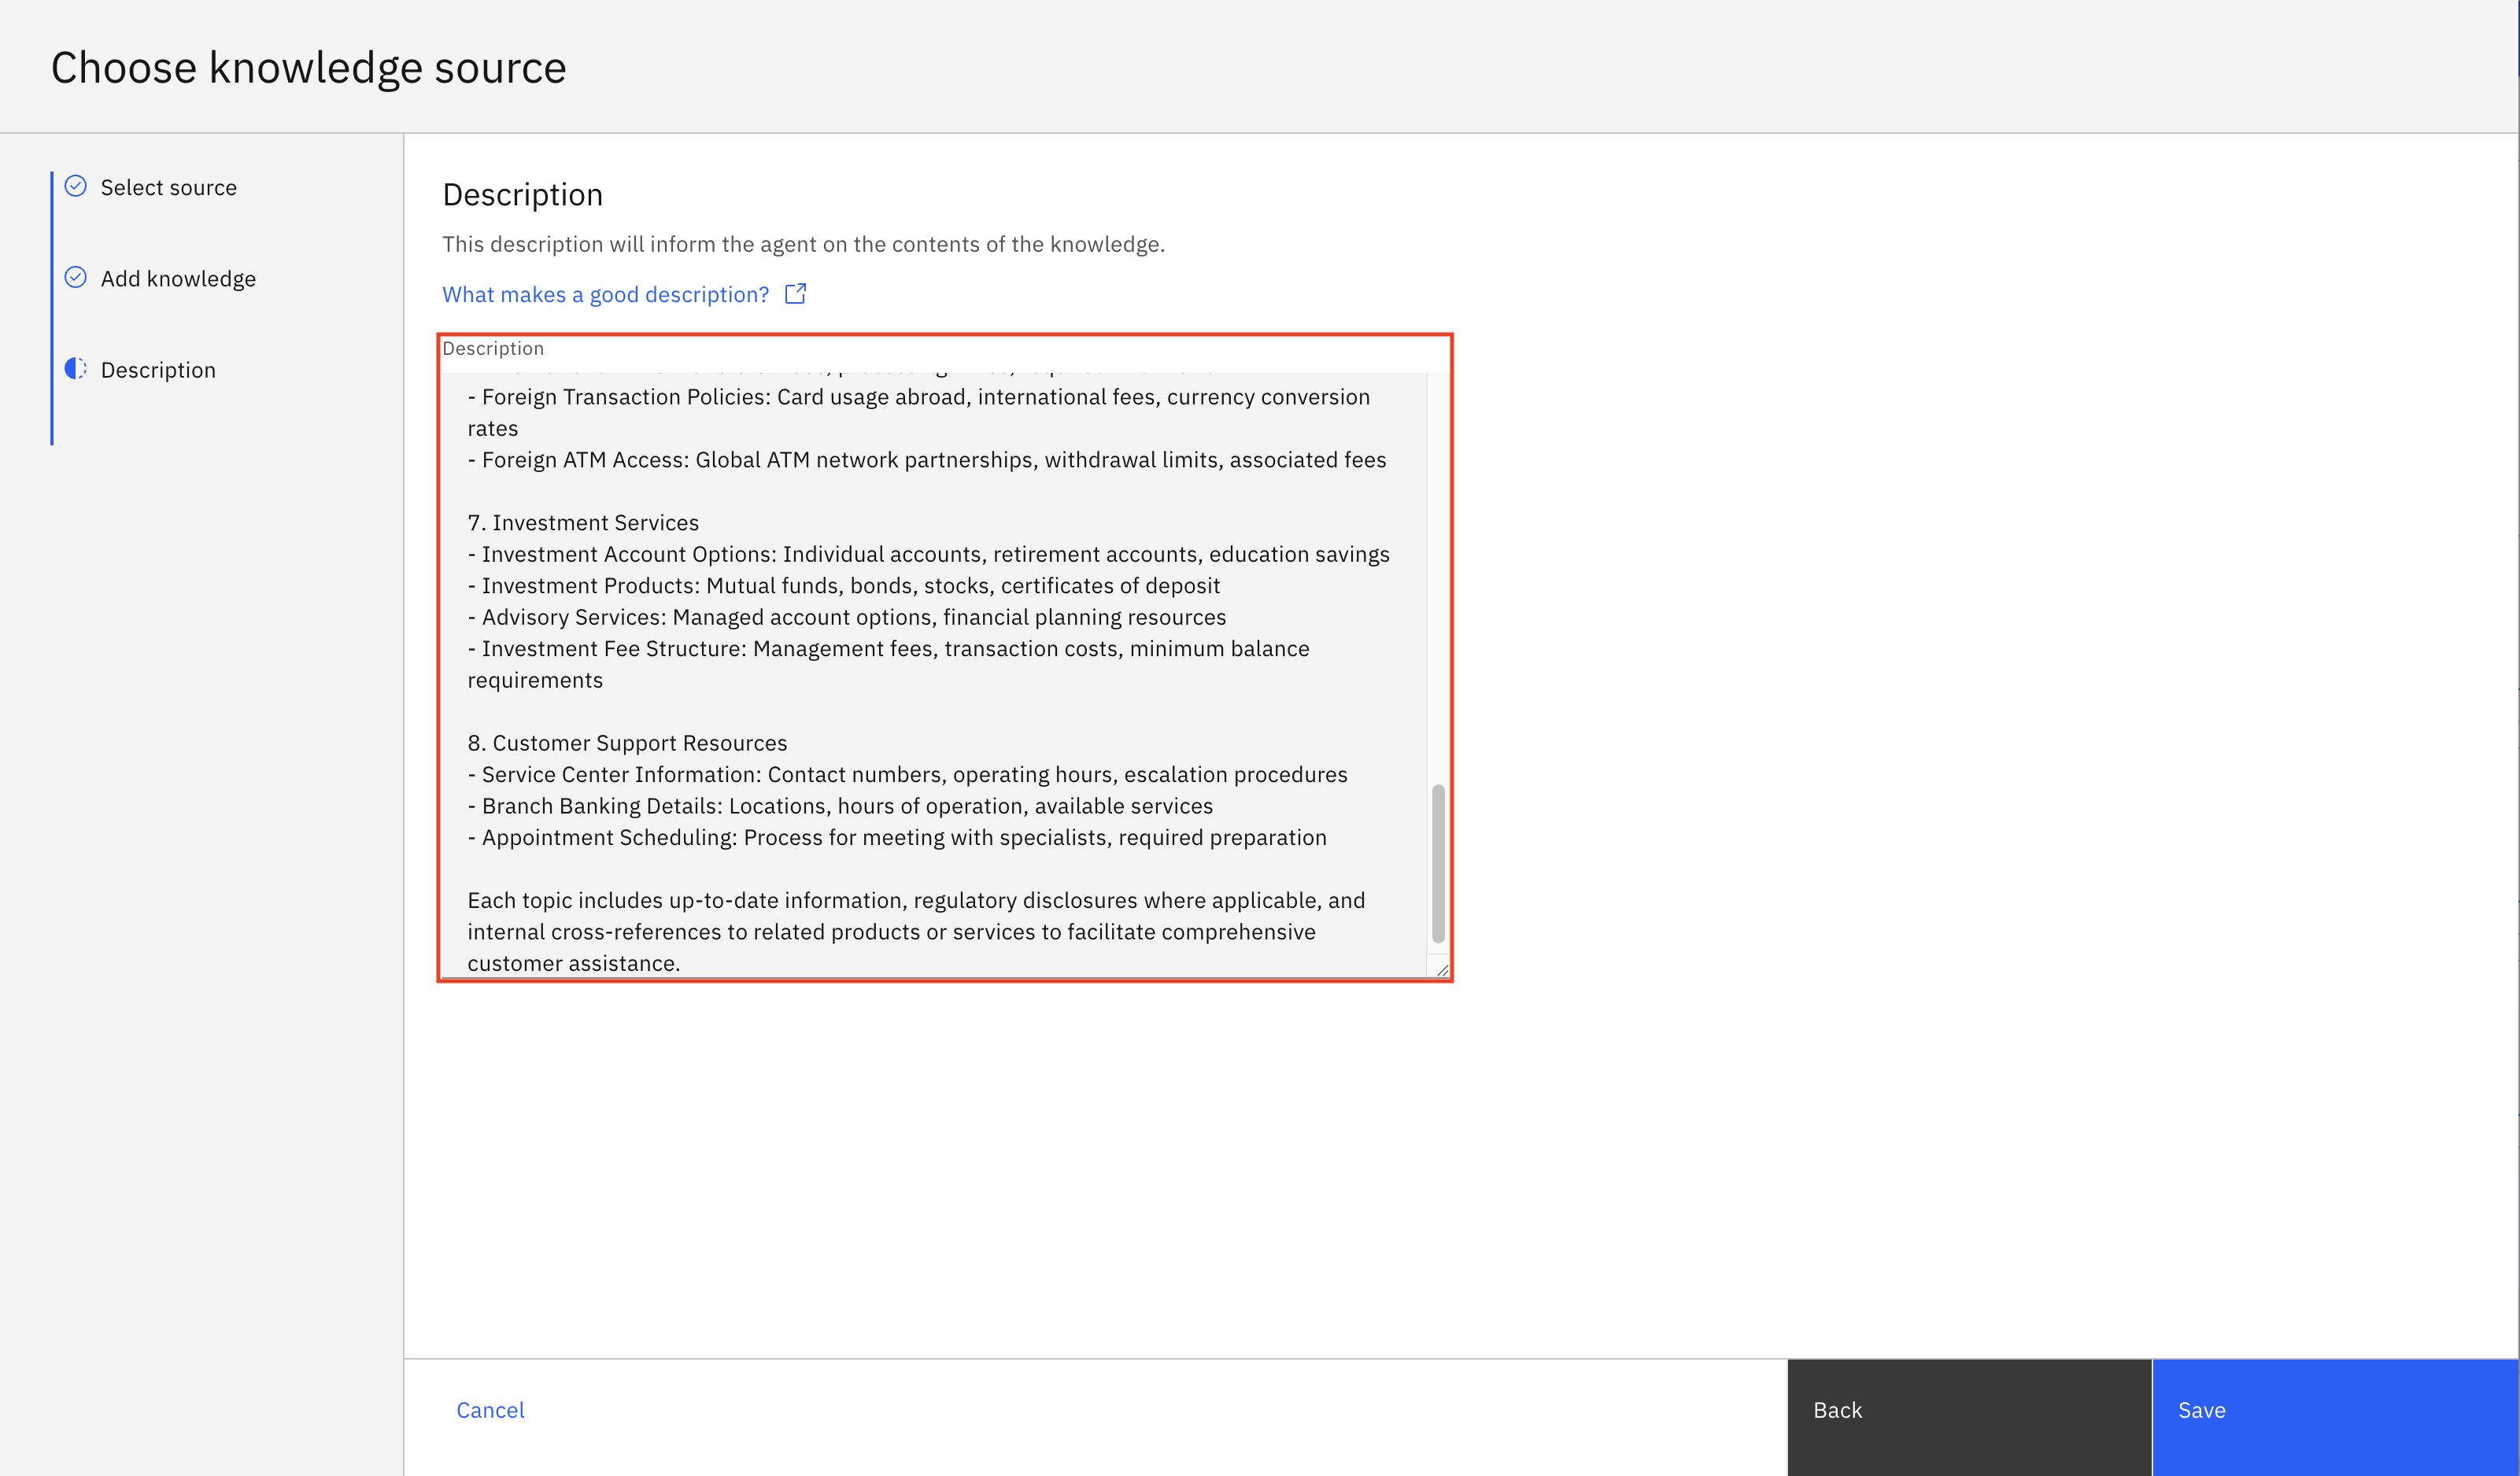 Choose knowledge source
Select source
Add knowledge
Description
Description
This description will inform the agent on the contents of the knowledge.
What makes a good description?
Description
- Foreign Transaction Policies: Card usage abroad, international fees, currency conversion
rates
- Foreign ATM Access: Global ATM network partnerships, withdrawal limits, associated fees
7. Investment Services
- Investment Account Options: Individual accounts, retirement accounts, education savings
- Investment Products: Mutual funds, bonds, stocks, certificates of deposit
- Advisory Services: Managed account options, financial planning resources
- Investment Fee Structure: Management fees, transaction costs, minimum balance
requirements
8. Customer Support Resources
- Service Center Information: Contact numbers, operating hours, escalation procedures
- Branch Banking Details: Locations, hours of operation, available services
- Appointment Scheduling: Process for meeting with specialists, required preparation
Each topic includes up-to-date information, regulatory disclosures where applicable, and
internal cross-references to related products or services to facilitate comprehensive
customer assistance.
Cancel
Back
Save